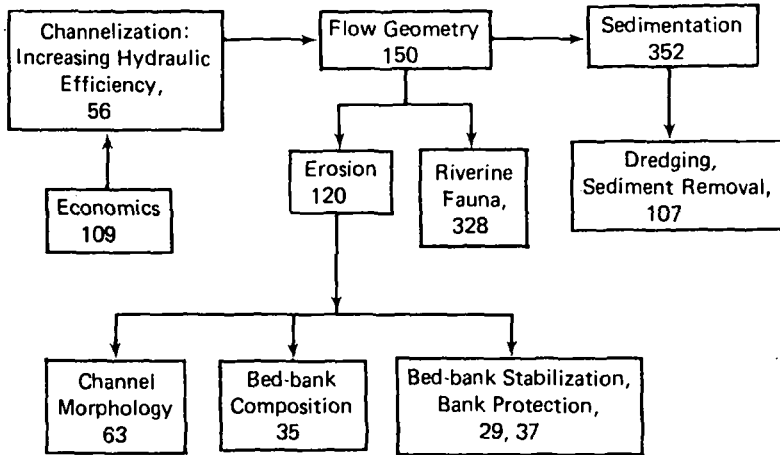 Channelization:
Increasing Hydraulic
Efficiency,
56
Flow Geometry
150
Sedimentation
352
Economics
109
Erosion
120
Riverine
Fauna,
328
Dredging,
Sediment Removal,
107
Channel
Morphology
63
Bed-bank
Composition
35
Bed-bank Stabilization,
Bank Protection,
29, 37